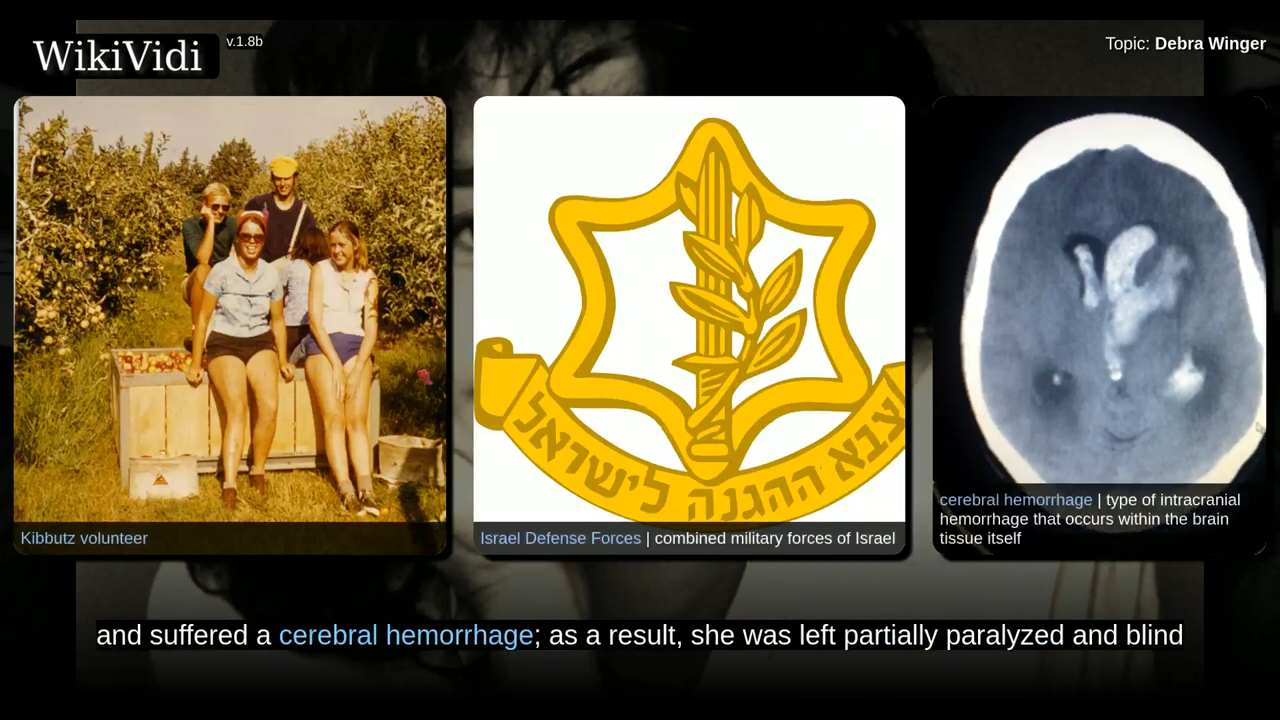 WikiVidi
v.1.8b
Topic: Debra Winger
צבא ההגנה לישראל
Kibbutz volunteer
Israel Defense Forces | combined military forces of Israel
cerebral hemorrhage | type of intracranial
hemorrhage that occurs within the brain
tissue itself
and suffered a cerebral hemorrhage; as a result, she was left partially paralyzed and blind